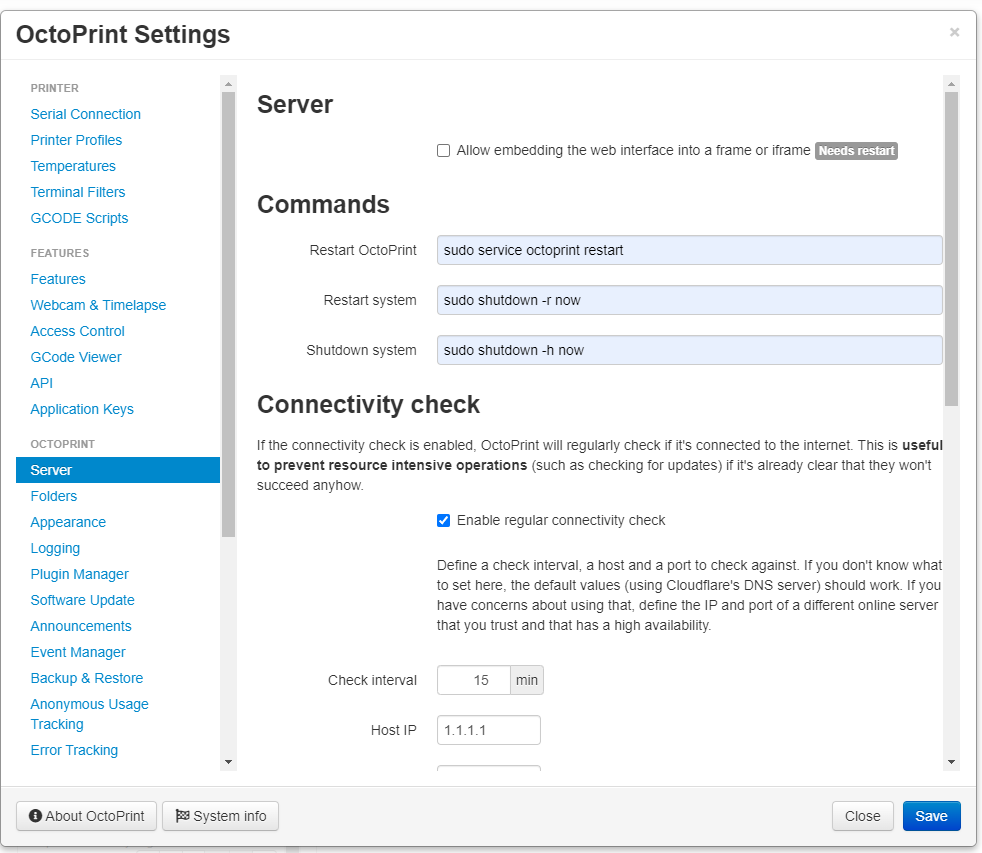 OctoPrint Settings
×
PRINTER
Serial Connection
Printer Profiles
Temperatures
Terminal Filters
GCODE Scripts
FEATURES
Features
Webcam & Timelapse
Access Control
GCode Viewer
API
Application Keys
OCTOPRINT
Server
Folders
Appearance
Logging
Plugin Manager
Software Update
Announcements
Event Manager
Backup & Restore
Anonymous Usage
Tracking
Error Tracking
Server
Allow embedding the web interface into a frame or iframe Needs restart
Commands
Restart OctoPrint sudo service octoprint restart
Restart system sudo shutdown -r now
Shutdown system sudo shutdown -h now
Connectivity check
If the connectivity check is enabled, OctoPrint will regularly check if it's connected to the internet. This is useful
to prevent resource intensive operations (such as checking for updates) if it's already clear that they won't
succeed anyhow.
Enable regular connectivity check
Define a check interval, a host and a port to check against. If you don't know what
to set here, the default values (using Cloudflare's DNS server) should work. If you
have concerns about using that, define the IP and port of a different online server
that you trust and that has a high availability.
Check interval 15 min
Host IP 1.1.1.1
About OctoPrint System info Close Save